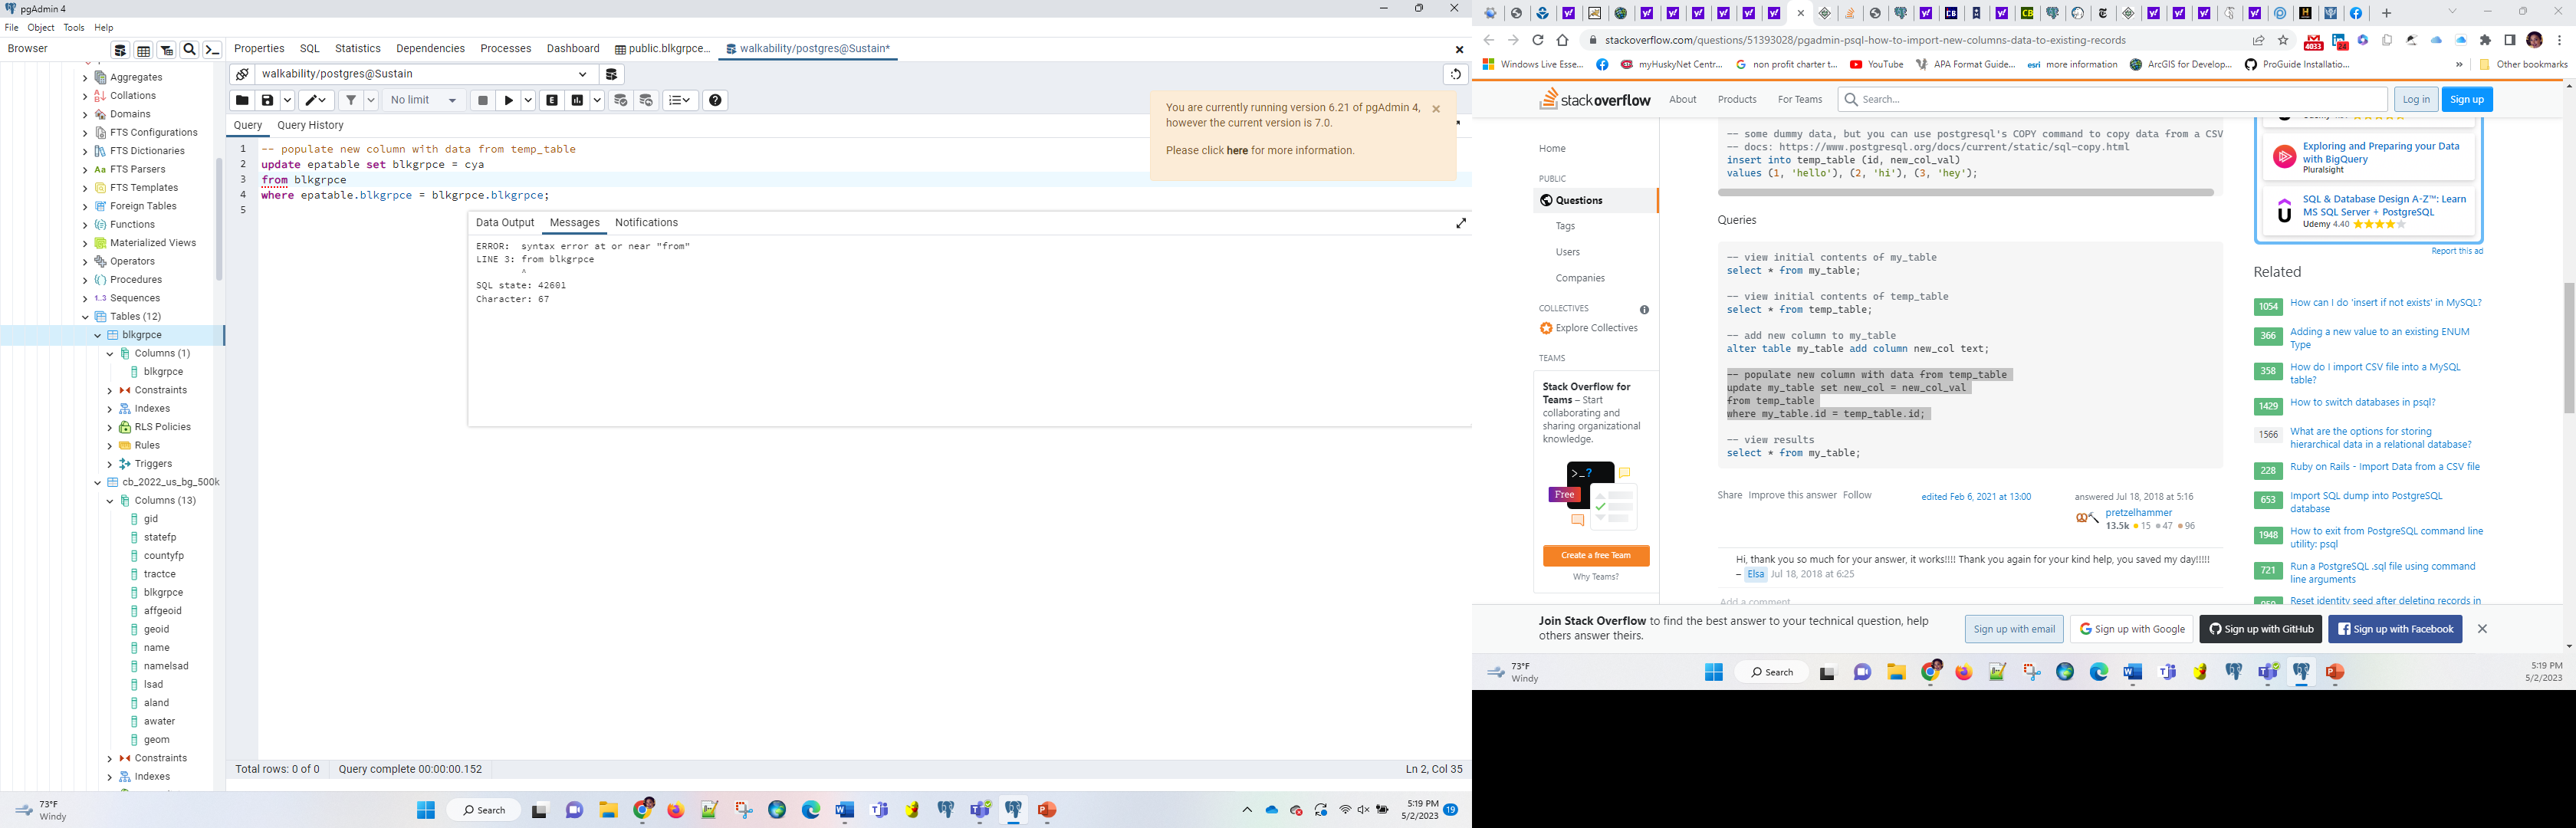 pgAdmin 4
File Object Tools Help
Browser
Properties SQL Statistics Dependencies Processes Dashboard public.blkgrpce... walkability/postgres@Sustain*
Aggregates
Collations
Domains
FTS Configurations
FTS Dictionaries
FTS Parsers
FTS Templates
Foreign Tables
Functions
Materialized Views
Operators
Procedures
Sequences
Tables (12)
blkgrpce
Columns (1)
blkgrpce
Constraints
Indexes
RLS Policies
Rules
Triggers
cb_2022_us_bg_500k
Columns (13)
gid
statefp
countyfp
tractce
blkgrpce
affgeoid
geoid
name
namelsad
lsad
aland
awater
geom
Constraints
Indexes
walkability/postgres@Sustain
No limit
Query Query History
1 -- populate new column with data from temp_table
2 update epatable set blkgrpce = cya
3 from blkgrpce
4 where epatable.blkgrpce = blkgrpce.blkgrpce;
5
You are currently running version 6.21 of pgAdmin 4,
however the current version is 7.0.
Please click here for more information.
Data Output Messages Notifications
ERROR: syntax error at or near "from"
LINE 3: from blkgrpce
^
SQL state: 42601
Character: 67
Total rows: 0 of 0 Query complete 00:00:00.152 Ln 2, Col 35
73°F
Windy
Search
5:19 PM
5/2/2023
19
stackoverflow.com/questions/51393028/pgadmin-psql-how-to-import-new-columns-data-to-existing-records
4033
24
Windows Live Esse... myHuskyNet Centr... non profit charter t... YouTube APA Format Guide... esri more information ArcGIS for Develop... ProGuide Installatio... » Other bookmarks
stackoverflow About Products For Teams Search... Log in Sign up
Home
PUBLIC
Questions
Tags
Users
Companies
COLLECTIVES
Explore Collectives
TEAMS
Stack Overflow for
Teams – Start
collaborating and
sharing organizational
knowledge.
>_?
Free
Create a free Team
Why Teams?
-- some dummy data, but you can use postgresql's COPY command to copy data from a CSV
-- docs: https://www.postgresql.org/docs/current/static/sql-copy.html
insert into temp_table (id, new_col_val)
values (1, 'hello'), (2, 'hi'), (3, 'hey');
Queries
-- view initial contents of my_table
select * from my_table;
-- view initial contents of temp_table
select * from temp_table;
-- add new column to my_table
alter table my_table add column new_col text;
-- populate new column with data from temp_table
update my_table set new_col = new_col_val
from temp_table
where my_table.id = temp_table.id;
-- view results
select * from my_table;
Share Improve this answer Follow
edited Feb 6, 2021 at 13:00
answered Jul 18, 2018 at 5:16
pretzelhammer
13.5k 15 47 96
Hi, thank you so much for your answer, it works!!!! Thank you again for your kind help, you saved my day!!!!!
– Elsa Jul 18, 2018 at 6:25
Add a comment
Exploring and Preparing your Data
with BigQuery
Pluralsight
SQL & Database Design A-Z™: Learn
MS SQL Server + PostgreSQL
Udemy 4.40
Report this ad
Related
1054 How can I do 'insert if not exists' in MySQL?
366 Adding a new value to an existing ENUM
Type
358 How do I import CSV file into a MySQL
table?
1429 How to switch databases in psql?
1566 What are the options for storing
hierarchical data in a relational database?
228 Ruby on Rails - Import Data from a CSV file
653 Import SQL dump into PostgreSQL
database
1948 How to exit from PostgreSQL command line
utility: psql
721 Run a PostgreSQL .sql file using command
line arguments
Reset identity seed after deleting records in
Join Stack Overflow to find the best answer to your technical question, help
others answer theirs.
Sign up with email Sign up with Google Sign up with GitHub Sign up with Facebook
73°F
Windy
Search
5:19 PM
5/2/2023